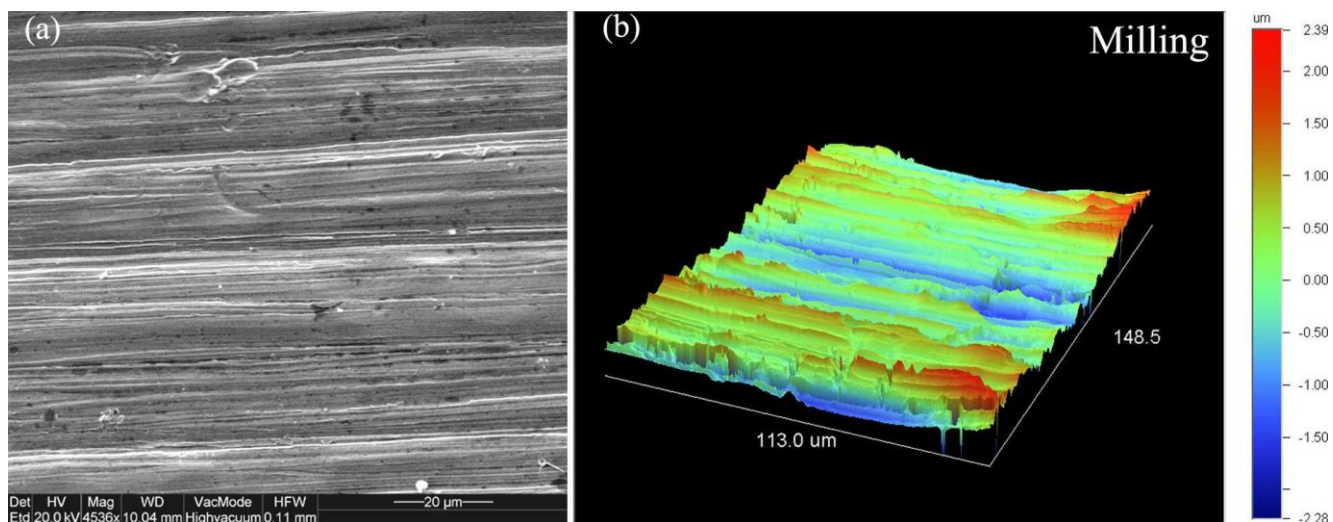 (a)
Det HV Mag WD VacMode HFW
Etd 20.0 kV 4536x 10.04 mm Highvacuum 0.11 mm
20 µm
(b)
Milling
148.5
113.0 um
um
2.39
2.00
1.50
1.00
0.50
0.00
-0.50
-1.00
-1.50
-2.28